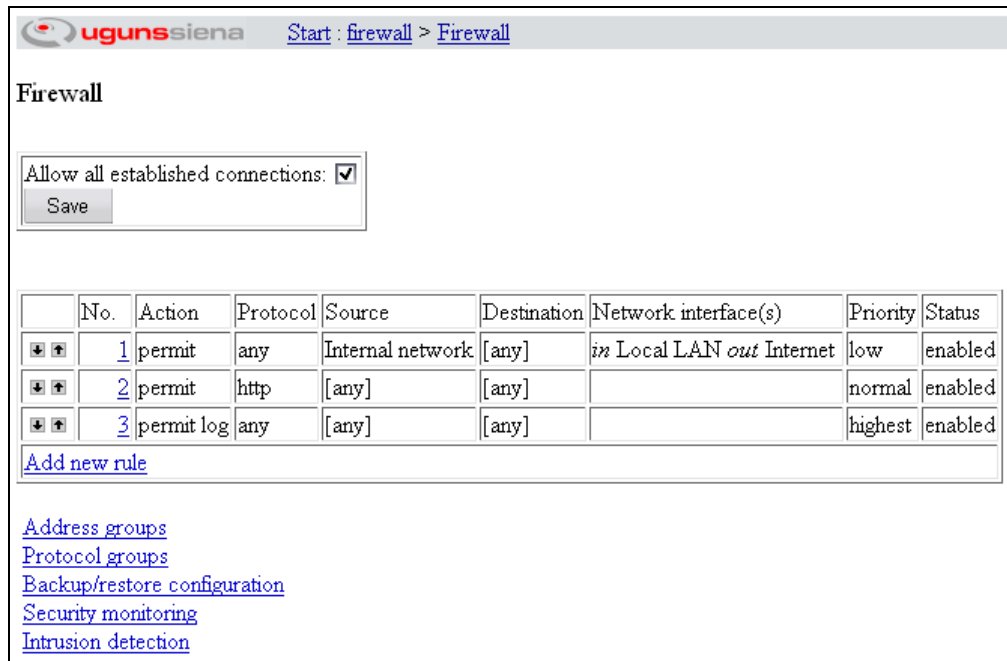 ugunssiena Start : firewall > Firewall
Firewall
Allow all established connections:
Save
No. Action Protocol Source Destination Network interface(s) Priority Status
1 permit any Internal network [any] in Local LAN out Internet low enabled
2 permit http [any] [any] normal enabled
3 permit log any [any] [any] highest enabled
Add new rule
Address groups
Protocol groups
Backup/restore configuration
Security monitoring
Intrusion detection